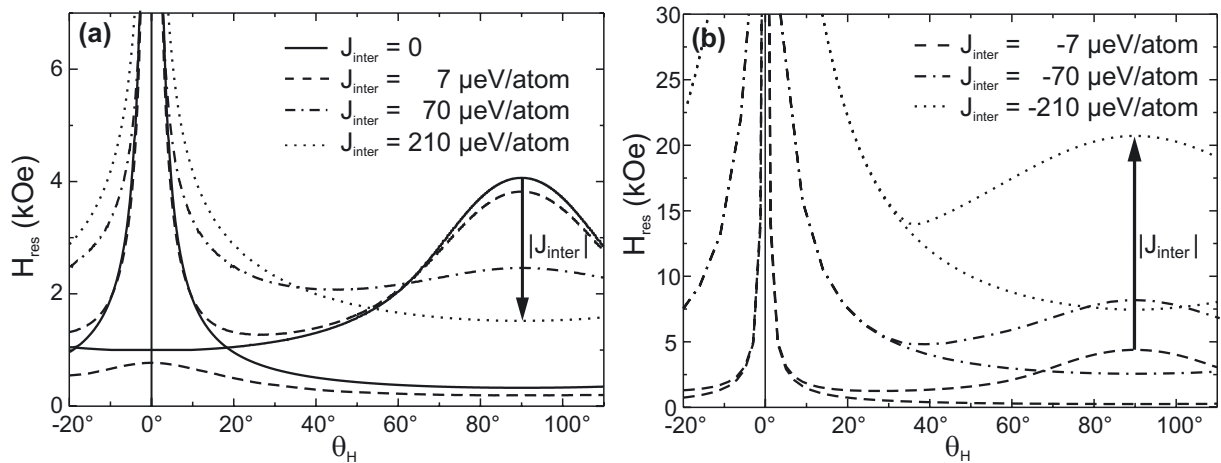 (a)
J_inter = 0
J_inter = 7 µeV/atom
J_inter = 70 µeV/atom
J_inter = 210 µeV/atom
|J_inter|
H_res (kOe)
6
4
2
0
-20° 0° 20° 40° 60° 80° 100°
θ_H
(b)
J_inter = -7 µeV/atom
J_inter = -70 µeV/atom
J_inter = -210 µeV/atom
|J_inter|
H_res (kOe)
30
25
20
15
10
5
0
-20° 0° 20° 40° 60° 80° 100°
θ_H